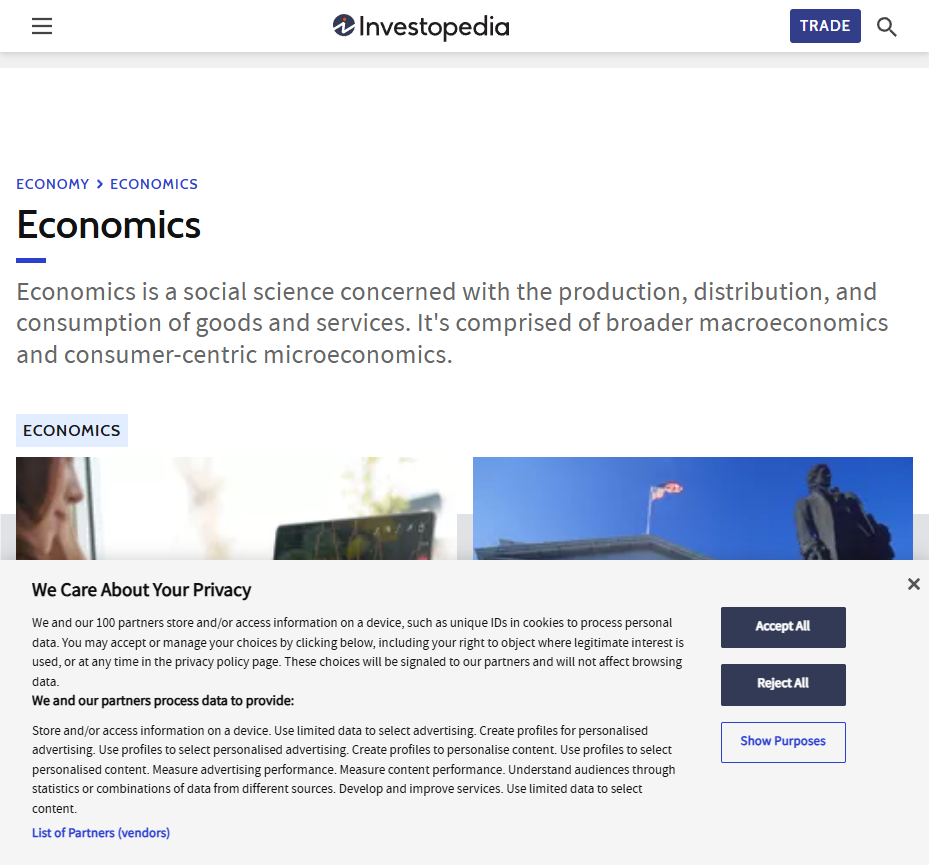 Investopedia
TRADE
ECONOMY > ECONOMICS
Economics
Economics is a social science concerned with the production, distribution, and
consumption of goods and services. It's comprised of broader macroeconomics
and consumer-centric microeconomics.
ECONOMICS
We Care About Your Privacy
We and our 100 partners store and/or access information on a device, such as unique IDs in cookies to process personal
data. You may accept or manage your choices by clicking below, including your right to object where legitimate interest is
used, or at any time in the privacy policy page. These choices will be signaled to our partners and will not affect browsing
data.
We and our partners process data to provide:
Store and/or access information on a device. Use limited data to select advertising. Create profiles for personalised
advertising. Use profiles to select personalised advertising. Create profiles to personalise content. Use profiles to select
personalised content. Measure advertising performance. Measure content performance. Understand audiences through
statistics or combinations of data from different sources. Develop and improve services. Use limited data to select
content.
List of Partners (vendors)
Accept All
Reject All
Show Purposes